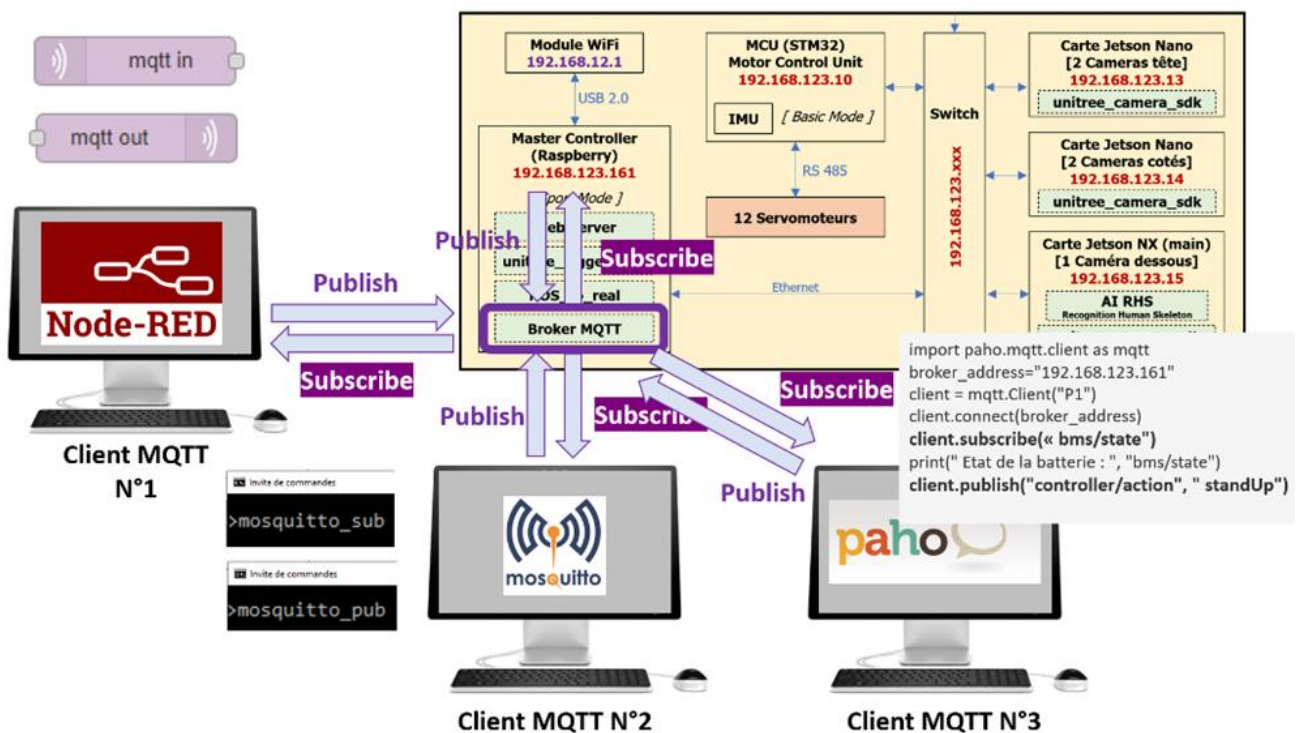 mqtt in
mqtt out
Module WiFi
192.168.12.1
USB 2.0
Master Controller
(Raspberry)
192.168.123.161
Mode ]
MCU (STM32)
Motor Control Unit
192.168.123.10
IMU
[ Basic Mode ]
RS 485
12 Servomoteurs
Switch
192.168.123.xxx
Ethernet
Carte Jetson Nano
[2 Cameras tête]
192.168.123.13
unitree_camera_sdk
Carte Jetson Nano
[2 Cameras cotés]
192.168.123.14
unitree_camera_sdk
Carte Jetson NX (main)
[1 Caméra dessous]
192.168.123.15
AI RHS
Recognition Human Skeleton
Publish
Subscribe
Broker MQTT
Node-RED
Publish
Subscribe
Client MQTT
N°1
Publish
Subscribe
Subscribe
Publish
Invite de commandes
>mosquitto_sub
Invite de commandes
>mosquitto_pub
mosquitto
Client MQTT N°2
import paho.mqtt.client as mqtt
broker_address="192.168.123.161"
client = mqtt.Client("P1")
client.connect(broker_address)
client.subscribe(« bms/state")
print(" Etat de la batterie : ", "bms/state")
client.publish("controller/action", " standUp")
paho
Client MQTT N°3